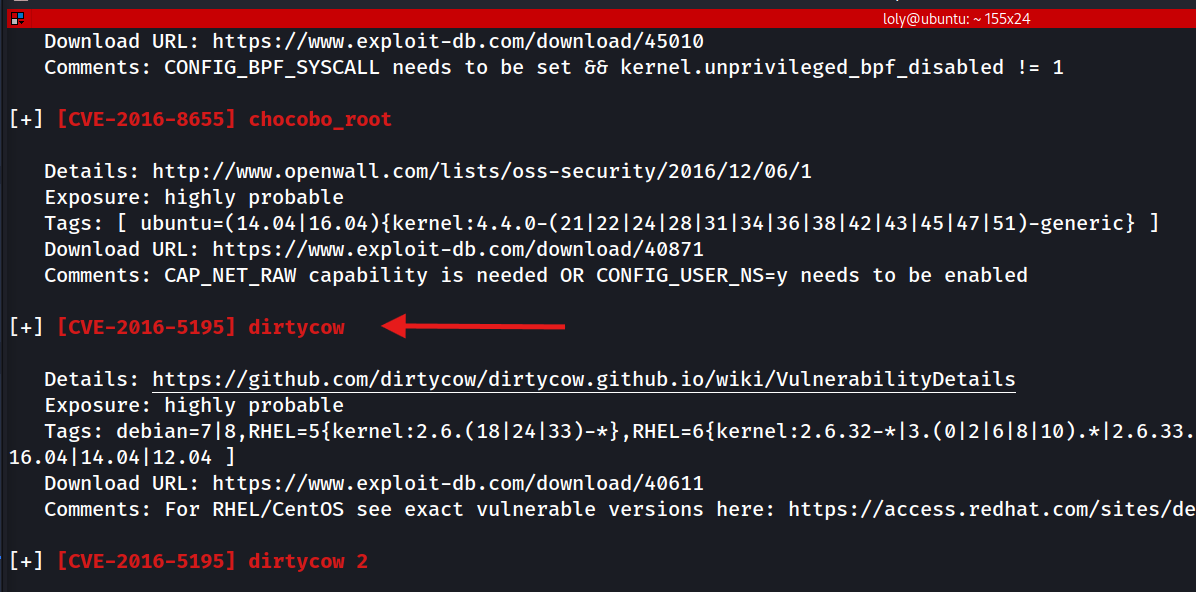 loly@ubuntu: ~ 155x24
Download URL: https://www.exploit-db.com/download/45010
Comments: CONFIG_BPF_SYSCALL needs to be set && kernel.unprivileged_bpf_disabled != 1
[+] [CVE-2016-8655] chocobo_root
Details: http://www.openwall.com/lists/oss-security/2016/12/06/1
Exposure: highly probable
Tags: [ ubuntu=(14.04|16.04){kernel:4.4.0-(21|22|24|28|31|34|36|38|42|43|45|47|51)-generic} ]
Download URL: https://www.exploit-db.com/download/40871
Comments: CAP_NET_RAW capability is needed OR CONFIG_USER_NS=y needs to be enabled
[+] [CVE-2016-5195] dirtycow
Details: https://github.com/dirtycow/dirtycow.github.io/wiki/VulnerabilityDetails
Exposure: highly probable
Tags: debian=7|8,RHEL=5{kernel:2.6.(18|24|33)-*},RHEL=6{kernel:2.6.32-*|3.(0|2|6|8|10).*|2.6.33.
16.04|14.04|12.04 ]
Download URL: https://www.exploit-db.com/download/40611
Comments: For RHEL/CentOS see exact vulnerable versions here: https://access.redhat.com/sites/de
[+] [CVE-2016-5195] dirtycow 2